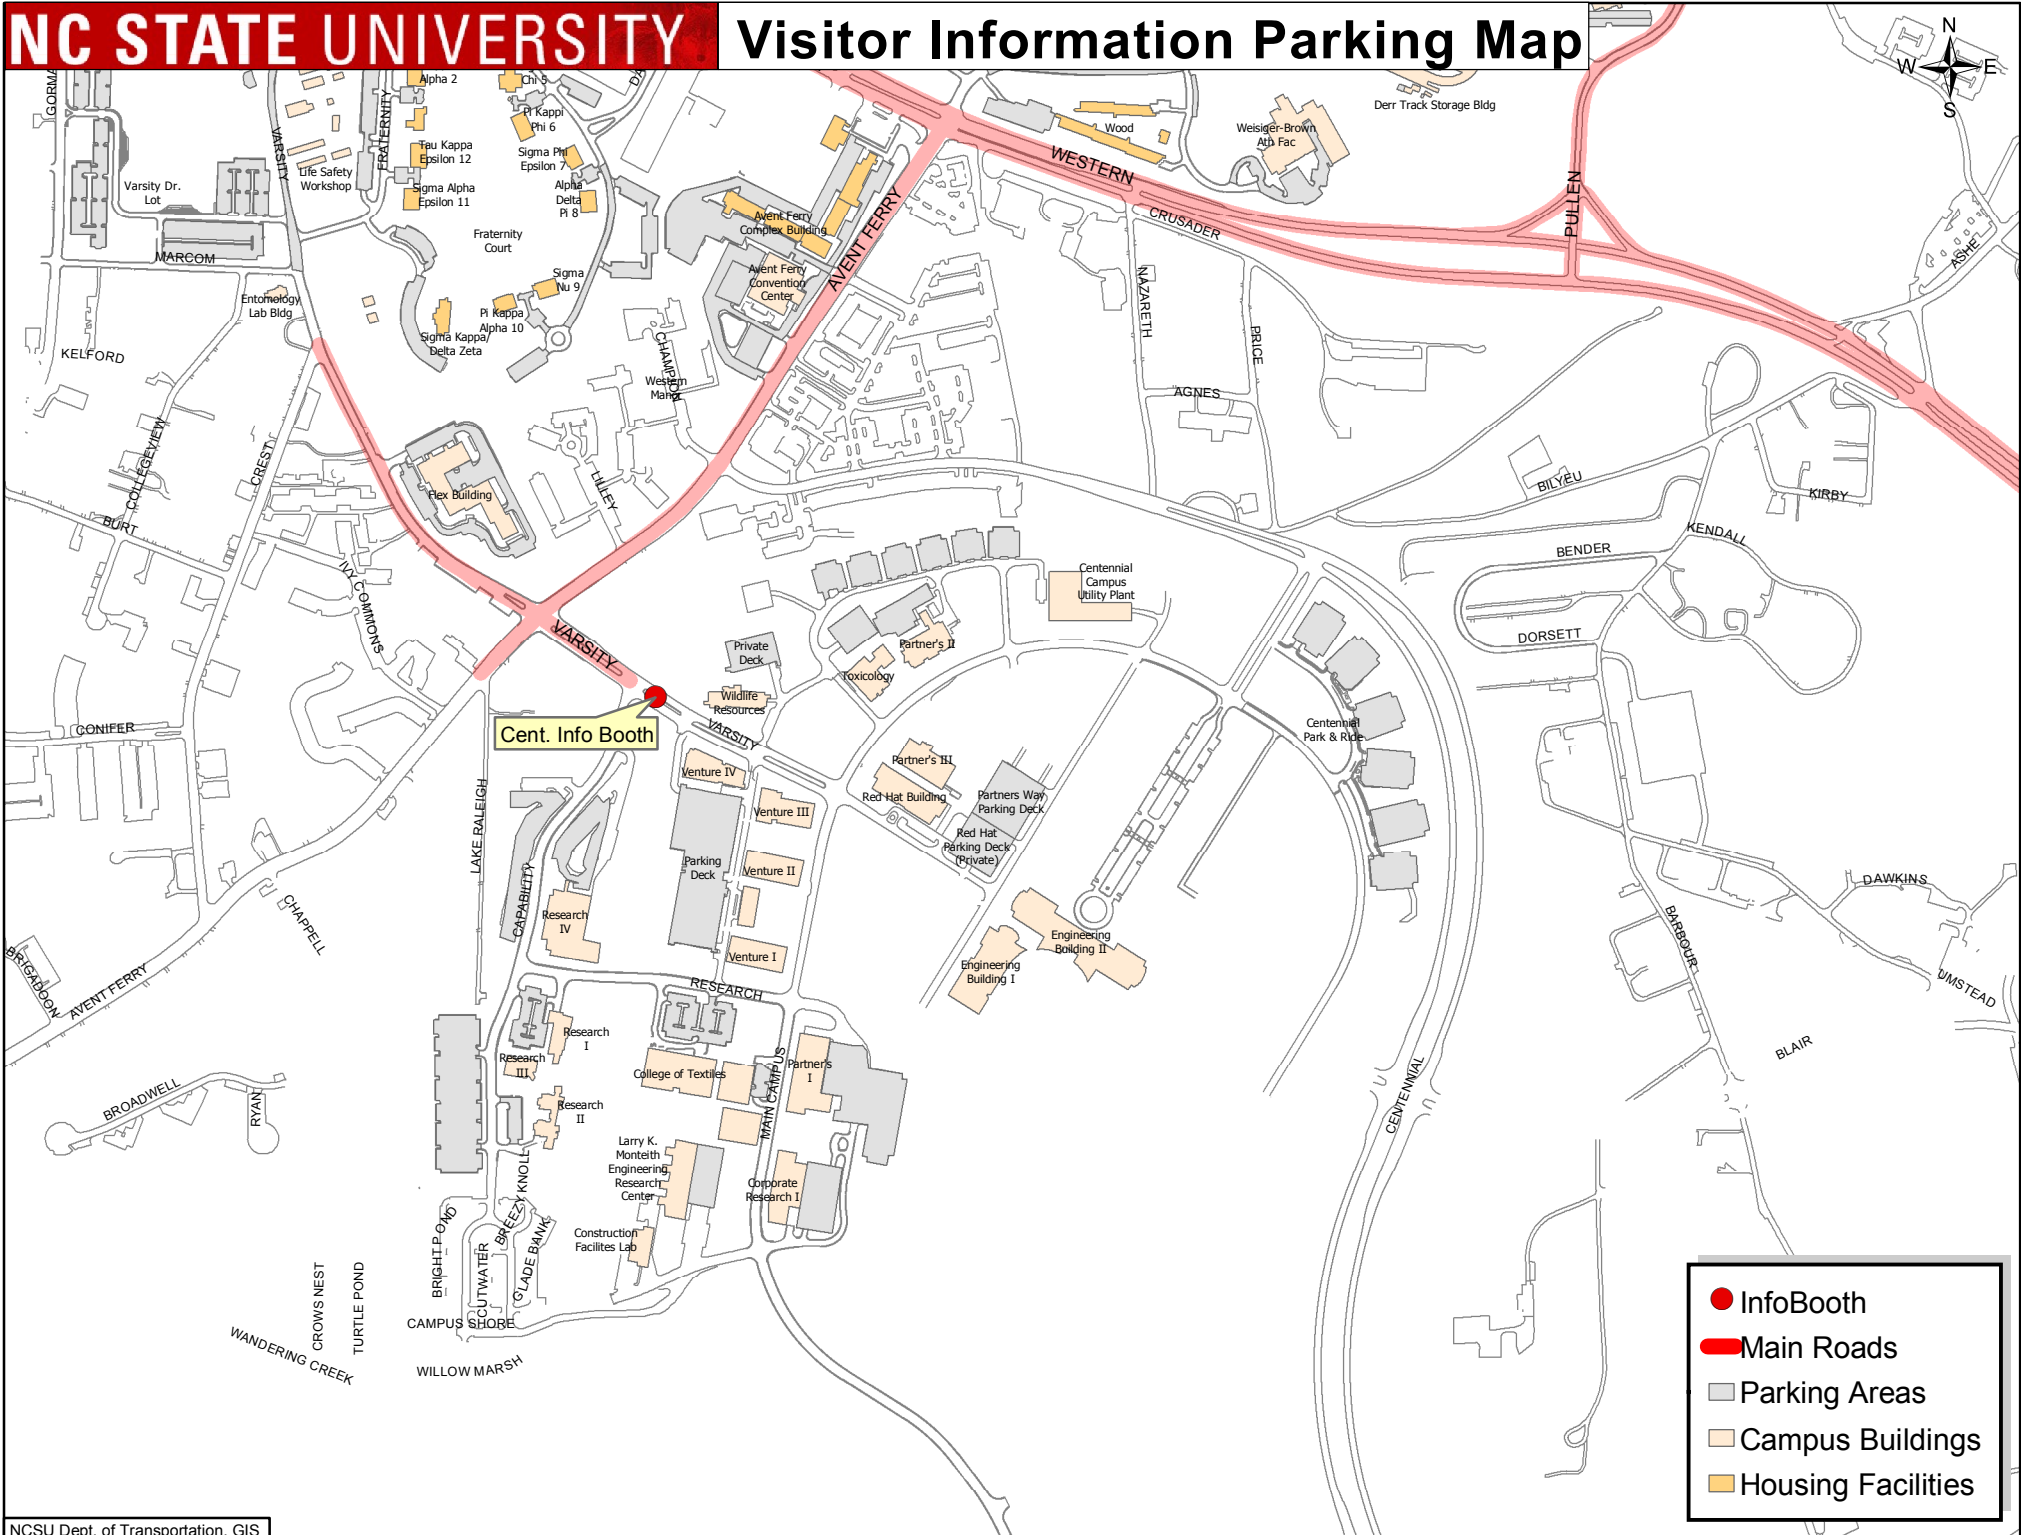 NC STATE UNIVERSITY
Visitor Information Parking Map
N
W E
S
Alpha 2
Chi 5
Pi Kappi
Phi 6
Tau Kappa
Epsilon 12
Sigma Phi
Epsilon 7
Sigma Alpha
Epsilon 11
Alpha
Delta
Pi 8
Life Safety
Workshop
Varsity Dr.
Lot
Fraternity
Court
Sigma
Nu 9
Pi Kappa
Alpha 10
Sigma Kappa/
Delta Zeta
Entomology
Lab Bldg
VARSITY
FRATERNITY
MARCOM
KELFORD
COLLEGEVIEW
CREST
BURT
IVY COMMONS
CONIFER
Derr Track Storage Bldg
Wood
Weisiger-Brown
Ath Fac
WESTERN
PULLEN
CRUSADER
ASHE
Avent Ferry
Complex Building
Avent Ferry
Convention
Center
AVENT FERRY
NAZARETH
PRICE
AGNES
CHAMPION
Western
Manor
Flex Building
LILLEY
BILYEU
KIRBY
KENDALL
BENDER
DORSETT
Centennial
Campus
Utility Plant
VARSITY
Private
Deck
Partner's II
Toxicology
Wildlife
Resources
Cent. Info Booth
VARSITY
Centennial
Park & Ride
Venture IV
Partner's III
Red Hat Building
Partners Way
Parking Deck
Red Hat
Parking Deck
(Private)
Venture III
Parking
Deck
Venture II
Venture I
LAKE RALEIGH
CAPABILITY
Research
IV
RESEARCH
Engineering
Building II
Engineering
Building I
CHAPPELL
BRIGADOON
AVENT FERRY
BROADWELL
RYAN
DAWKINS
BARBOUR
UMSTEAD
BLAIR
CENTENNIAL
Research
I
Research
III
Research
II
College of Textiles
Partner's
I
MAIN CAMPUS
Larry K.
Monteith
Engineering
Research
Center
Corporate
Research I
Construction
Facilites Lab
BREEZY KNOLL
BRIGHT POND
CUTWATER
GLADE BANK
CAMPUS SHORE
CROWS NEST
TURTLE POND
WANDERING CREEK
WILLOW MARSH
InfoBooth
Main Roads
Parking Areas
Campus Buildings
Housing Facilities
NCSU Dept. of Transportation, GIS